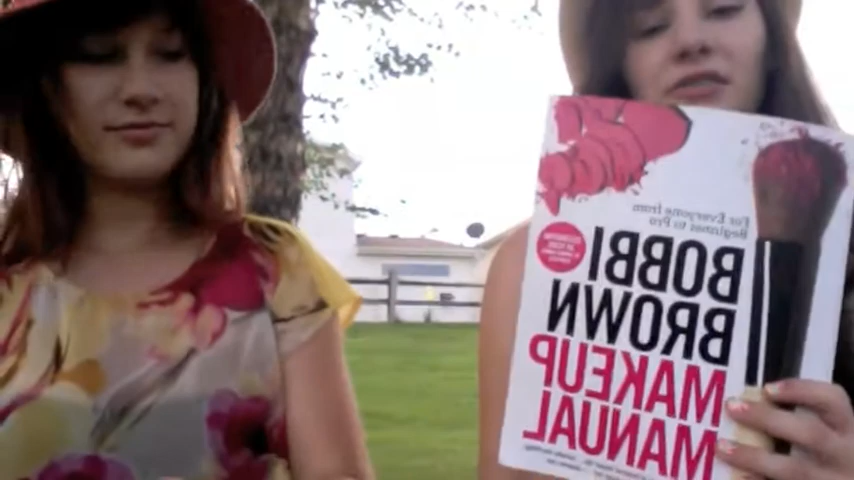 For Everyone from
Beginner to Pro
BOBBI
BROWN
MAKEUP
MANUAL